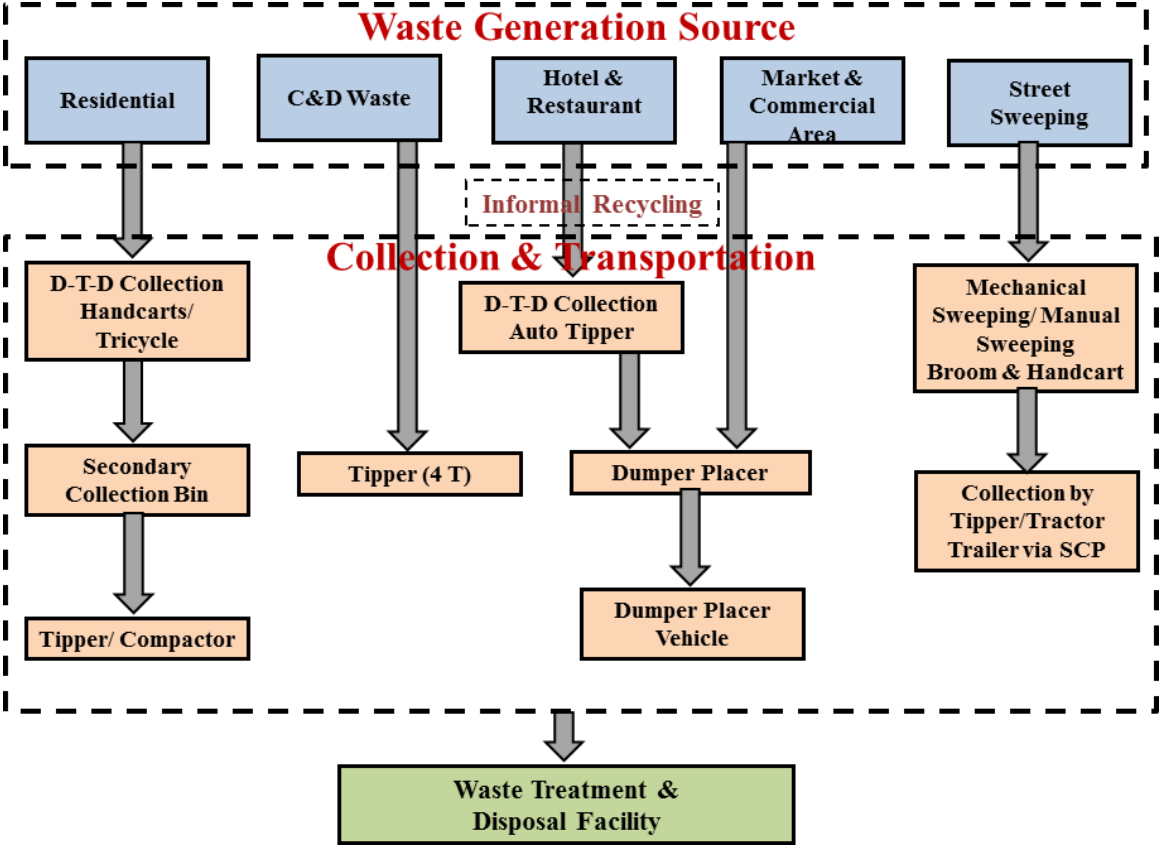 Waste Generation Source
Residential
C&D Waste
Hotel &
Restaurant
Market &
Commercial
Area
Street
Sweeping
Informal Recycling
Collection & Transportation
D-T-D Collection
Handcarts/
Tricycle
D-T-D Collection
Auto Tipper
Mechanical
Sweeping/ Manual
Sweeping
Broom & Handcart
Secondary
Collection Bin
Tipper (4 T)
Dumper Placer
Collection by
Tipper/Tractor
Trailer via SCP
Tipper/ Compactor
Dumper Placer
Vehicle
Waste Treatment &
Disposal Facility